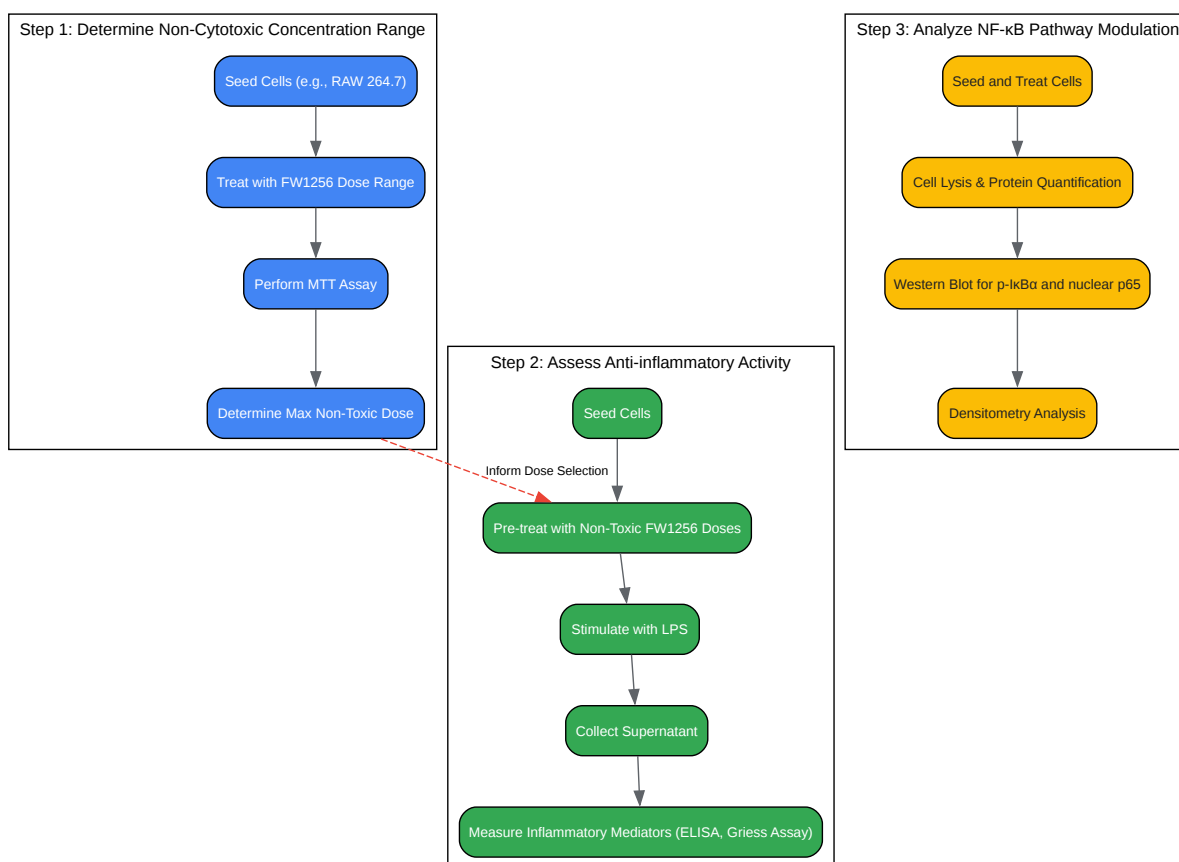 Step 1: Determine Non-Cytotoxic Concentration Range
Seed Cells (e.g., RAW 264.7)
Treat with FW1256 Dose Range
Perform MTT Assay
Determine Max Non-Toxic Dose
Inform Dose Selection
Step 2: Assess Anti-inflammatory Activity
Seed Cells
Pre-treat with Non-Toxic FW1256 Doses
Stimulate with LPS
Collect Supernatant
Measure Inflammatory Mediators (ELISA, Griess Assay)
Step 3: Analyze NF-κB Pathway Modulation
Seed and Treat Cells
Cell Lysis & Protein Quantification
Western Blot for p-IκBα and nuclear p65
Densitometry Analysis